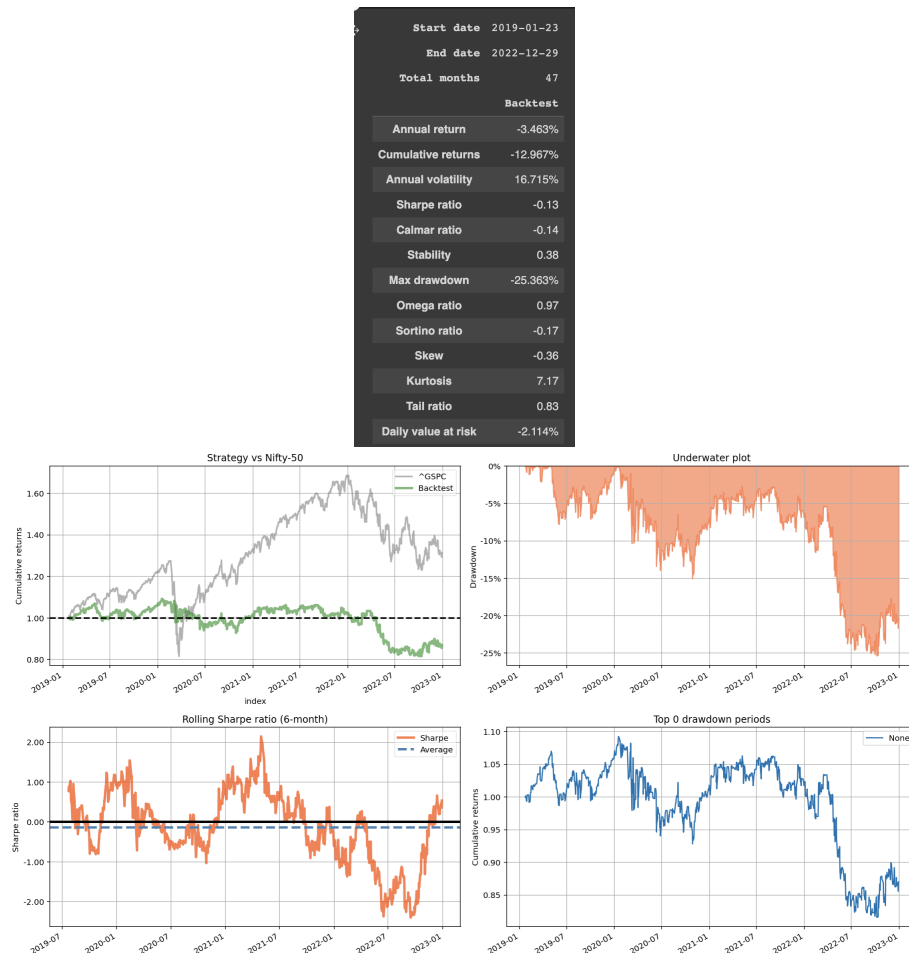 Start date 2019-01-23
End date 2022-12-29
Total months 47
Backtest
Annual return -3.463%
Cumulative returns -12.967%
Annual volatility 16.715%
Sharpe ratio -0.13
Calmar ratio -0.14
Stability 0.38
Max drawdown -25.363%
Omega ratio 0.97
Sortino ratio -0.17
Skew -0.36
Kurtosis 7.17
Tail ratio 0.83
Daily value at risk -2.114%
Strategy vs Nifty-50
^GSPC
Backtest
Cumulative returns
1.60
1.40
1.20
1.00
0.80
2019-01 2019-07 2020-01 2020-07 2021-01 2021-07 2022-01 2022-07 2023-01
index
Underwater plot
Drawdown
0%
-5%
-10%
-15%
-20%
-25%
2019-01 2019-07 2020-01 2020-07 2021-01 2021-07 2022-01 2022-07 2023-01
Rolling Sharpe ratio (6-month)
Sharpe
Average
Sharpe ratio
2.00
1.00
0.00
-1.00
-2.00
2019-07 2020-01 2020-07 2021-01 2021-07 2022-01 2022-07 2023-01
Top 0 drawdown periods
None
Cumulative returns
1.10
1.05
1.00
0.95
0.90
0.85
2019-01 2019-07 2020-01 2020-07 2021-01 2021-07 2022-01 2022-07 2023-01